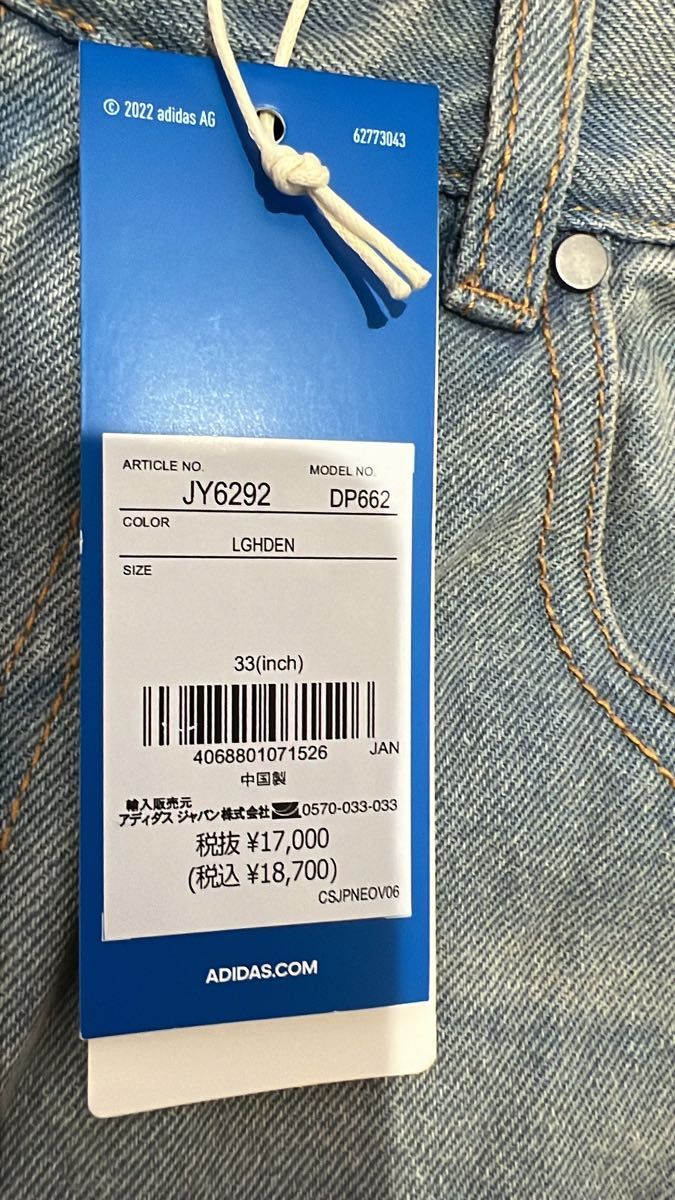 © 2022 adidas AG
62773043
ARTICLE NO.
MODEL NO.
JY6292
DP662
COLOR
LGHDEN
SIZE
33(inch)
4068801071526
JAN
中国製
輸入販売元
アディダス ジャパン株式会社 0570-033-033
税抜 ¥17,000
(税込 ¥18,700)
CSJPNEOV06
ADIDAS.COM